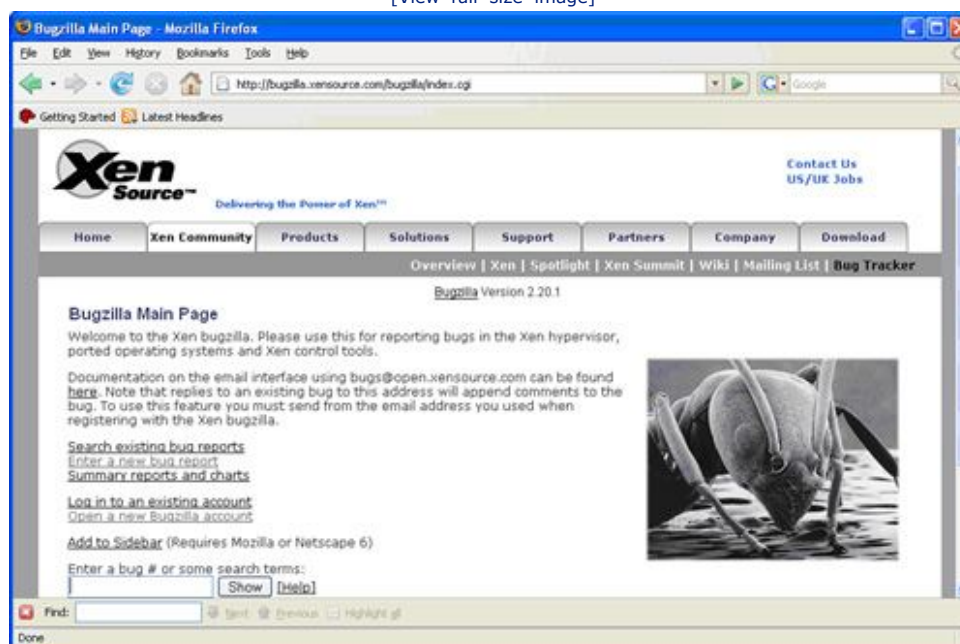 [View full size image]
Bugzilla Main Page - Mozilla Firefox
File Edit View History Bookmarks Tools Help
http://bugzilla.xensource.com/bugzilla/index.cgi
Google
Getting Started Latest Headlines
Xen
Source™
Delivering the Power of Xen™
Contact Us
US/UK Jobs
Home Xen Community Products Solutions Support Partners Company Download
Overview | Xen | Spotlight | Xen Summit | Wiki | Mailing List | Bug Tracker
Bugzilla Version 2.20.1
Bugzilla Main Page
Welcome to the Xen bugzilla. Please use this for reporting bugs in the Xen hypervisor,
ported operating systems and Xen control tools.
Documentation on the email interface using bugs@open.xensource.com can be found
here. Note that replies to an existing bug to this address will append comments to the
bug. To use this feature you must send from the email address you used when
registering with the Xen bugzilla.
Search existing bug reports
Enter a new bug report
Summary reports and charts
Log in to an existing account
Open a new Bugzilla account
Add to Sidebar (Requires Mozilla or Netscape 6)
Enter a bug # or some search terms:
Show [Help]
Find: Next Previous Highlight all
Done